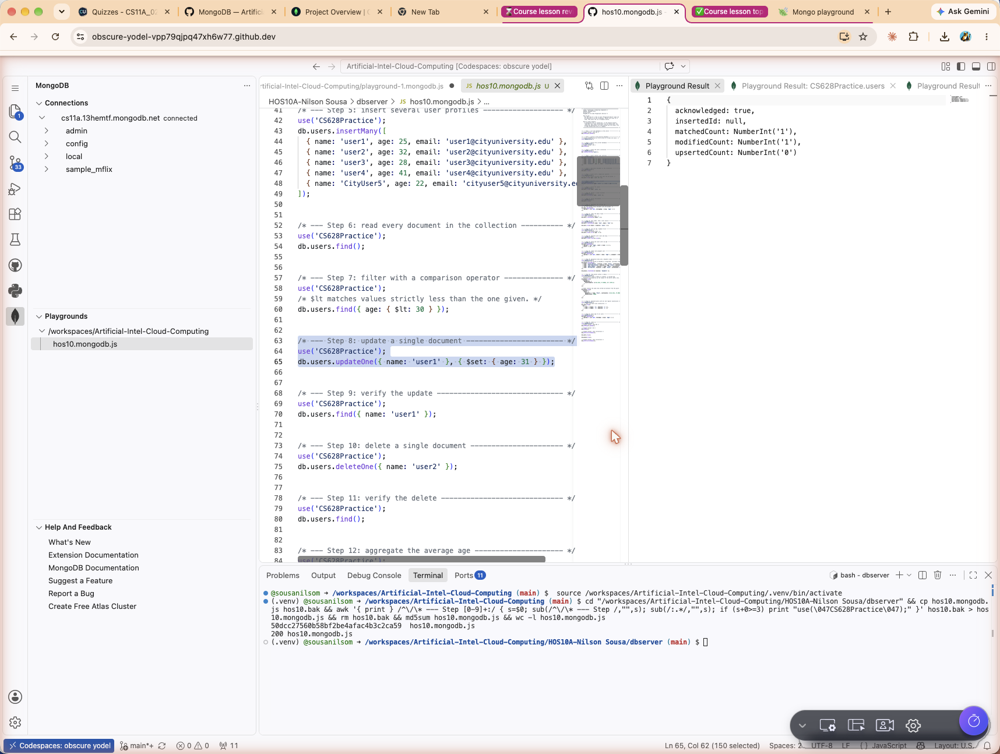 Quizzes - CS11A_02
MongoDB — Artific
Project Overview |
New Tab
⌛Course lesson rev
hos10.mongodb.js -
✅Course lesson top
Mongo playground
Ask Gemini
obscure-yodel-vpp79qjpq47xh6w77.github.dev
Artificial-Intel-Cloud-Computing [Codespaces: obscure yodel]
MongoDB
Connections
cs11a.13hemtf.mongodb.net connected
admin
config
local
sample_mflix
Playgrounds
/workspaces/Artificial-Intel-Cloud-Computing
hos10.mongodb.js
Help And Feedback
What's New
Extension Documentation
MongoDB Documentation
Suggest a Feature
Report a Bug
Create Free Atlas Cluster
1
33
rtificial-Intel-Cloud-Computing/playground-1.mongodb.js
JS hos10.mongodb.js U
HOS10A-Nilson Sousa > dbserver > JS hos10.mongodb.js > ...
41 /* --- Step 5: insert several user profiles ------------------- */
42 use('CS628Practice');
43 db.users.insertMany([
44 { name: 'user1', age: 25, email: 'user1@cityuniversity.edu' },
45 { name: 'user2', age: 32, email: 'user2@cityuniversity.edu' },
46 { name: 'user3', age: 28, email: 'user3@cityuniversity.edu' },
47 { name: 'user4', age: 41, email: 'user4@cityuniversity.edu' },
48 { name: 'CityUser5', age: 22, email: 'cityuser5@cityuniversity.e
49 ]);
50
51
52 /* --- Step 6: read every document in the collection ---------- */
53 use('CS628Practice');
54 db.users.find();
55
56
57 /* --- Step 7: filter with a comparison operator -------------- */
58 use('CS628Practice');
59 /* $lt matches values strictly less than the one given. */
60 db.users.find({ age: { $lt: 30 } });
61
62
63 /* --- Step 8: update a single document ----------------------- */
64 use('CS628Practice');
65 db.users.updateOne({ name: 'user1' }, { $set: { age: 31 } });
66
67
68 /* --- Step 9: verify the update ------------------------------ */
69 use('CS628Practice');
70 db.users.find({ name: 'user1' });
71
72
73 /* --- Step 10: delete a single document ---------------------- */
74 use('CS628Practice');
75 db.users.deleteOne({ name: 'user2' });
76
77
78 /* --- Step 11: verify the delete ----------------------------- */
79 use('CS628Practice');
80 db.users.find();
81
82
83 /* --- Step 12: aggregate the average age --------------------- */
84 use('CS628Practice');
Playground Result
Playground Result: CS628Practice.users
Playground Result
1 {
2 acknowledged: true,
3 insertedId: null,
4 matchedCount: NumberInt('1'),
5 modifiedCount: NumberInt('1'),
6 upsertedCount: NumberInt('0')
7 }
Problems Output Debug Console Terminal Ports 11
bash - dbserver
@sousanilsom → /workspaces/Artificial-Intel-Cloud-Computing (main) $ source /workspaces/Artificial-Intel-Cloud-Computing/.venv/bin/activate
(.venv) @sousanilsom → /workspaces/Artificial-Intel-Cloud-Computing (main) $ cd "/workspaces/Artificial-Intel-Cloud-Computing/HOS10A-Nilson Sousa/dbserver" && cp hos10.mongodb.
js hos10.bak && awk '{ print } /^\/\* --- Step [0-9]+:/ { s=$0; sub(/^\/\* --- Step /,"",s); sub(/:.*/,"",s); if (s+0>=3) print "use(\047CS628Practice\047);" }' hos10.bak > hos
10.mongodb.js && rm hos10.bak && md5sum hos10.mongodb.js && wc -l hos10.mongodb.js
50dcc27560b58bf2be4afac4b3c2ca59 hos10.mongodb.js
200 hos10.mongodb.js
(.venv) @sousanilsom → /workspaces/Artificial-Intel-Cloud-Computing/HOS10A-Nilson Sousa/dbserver (main) $
Codespaces: obscure yodel
main*+
0 0
11
Ln 65, Col 62 (150 selected)
Spaces: 2
UTF-8
LF
{ } JavaScript
Layout: U.S.